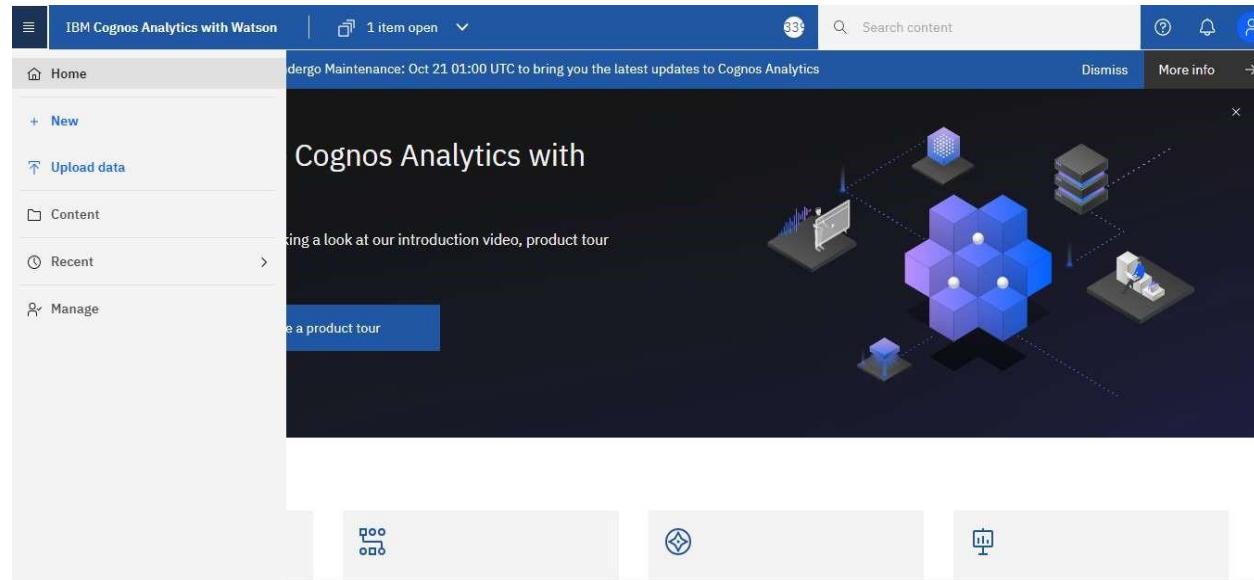 IBM Cognos Analytics with Watson
1 item open
Search content
Home
dergo Maintenance: Oct 21 01:00 UTC to bring you the latest updates to Cognos Analytics
Dismiss
More info
New
Upload data
Content
Recent
Manage
Cognos Analytics with
king a look at our introduction video, product tour
e a product tour